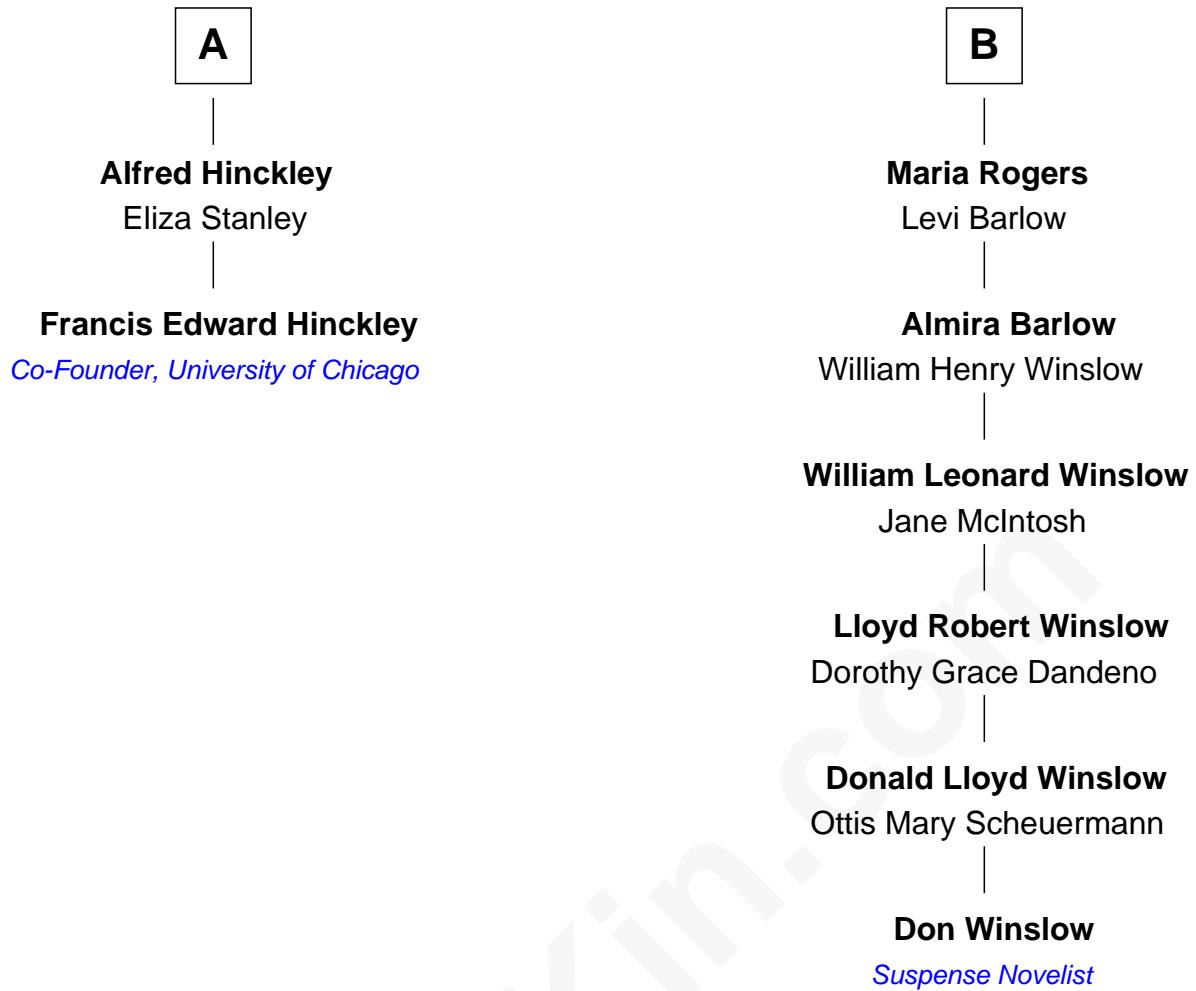 A
Alfred Hinckley
Eliza Stanley
Francis Edward Hinckley
Co-Founder, University of Chicago
B
Maria Rogers
Levi Barlow
Almira Barlow
William Henry Winslow
William Leonard Winslow
Jane McIntosh
Lloyd Robert Winslow
Dorothy Grace Dandeno
Donald Lloyd Winslow
Ottis Mary Scheuermann
Don Winslow
Suspense Novelist